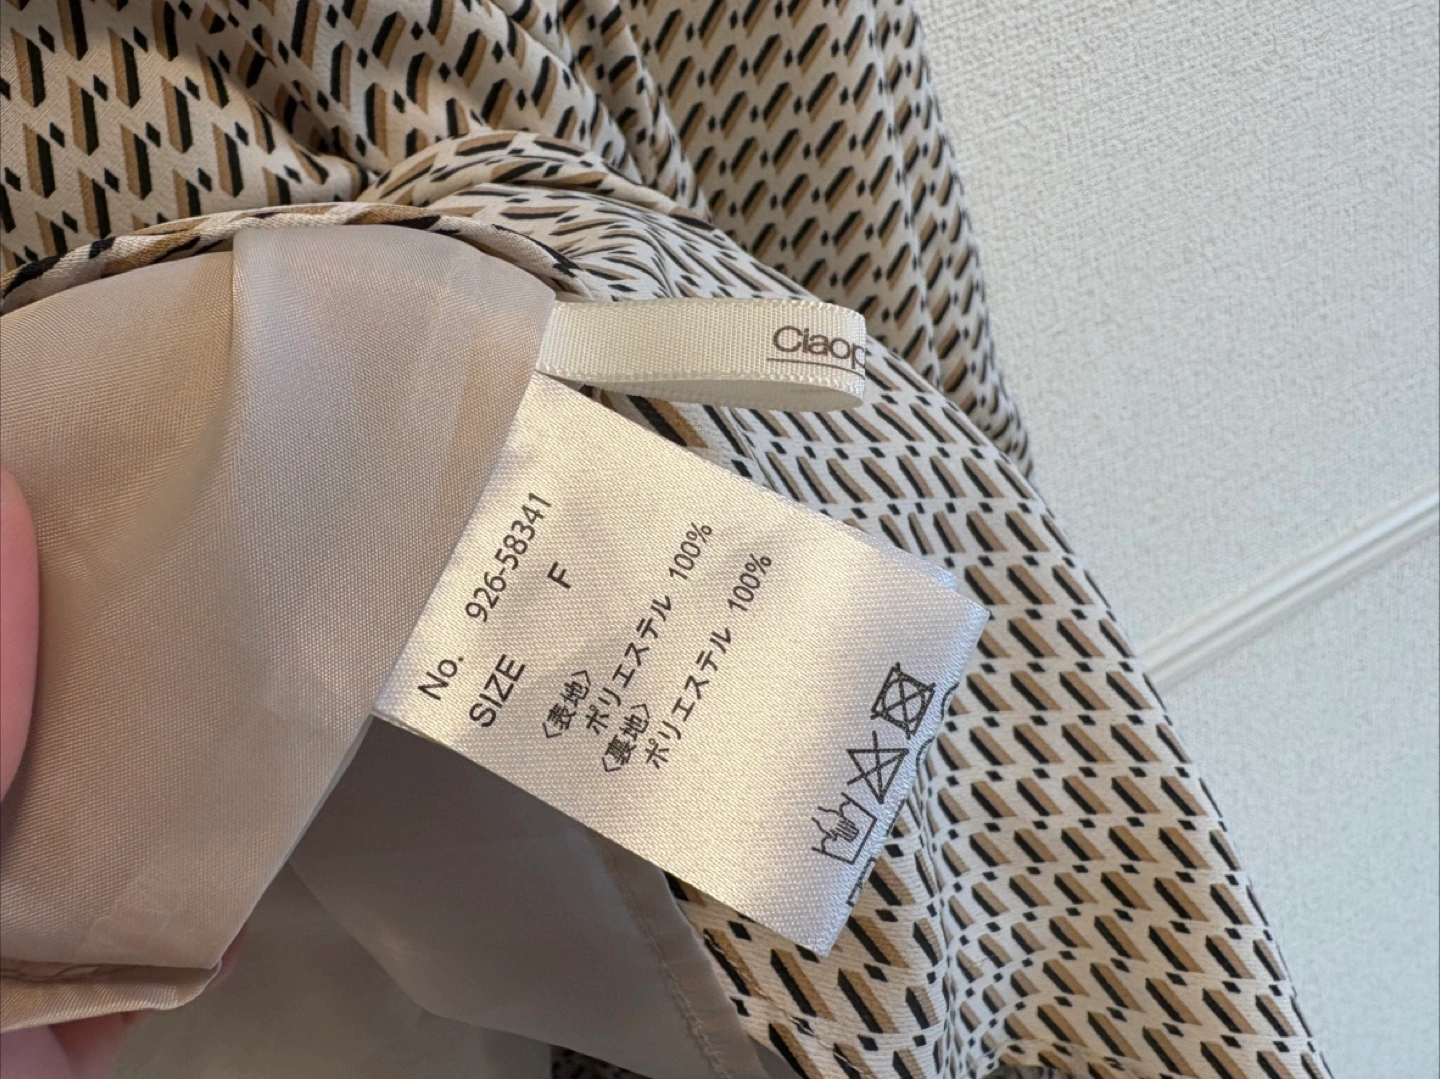 Ciaop
No. 926-58341
SIZE F
〈表地〉
ポリエステル 100%
〈裏地〉
ポリエステル 100%